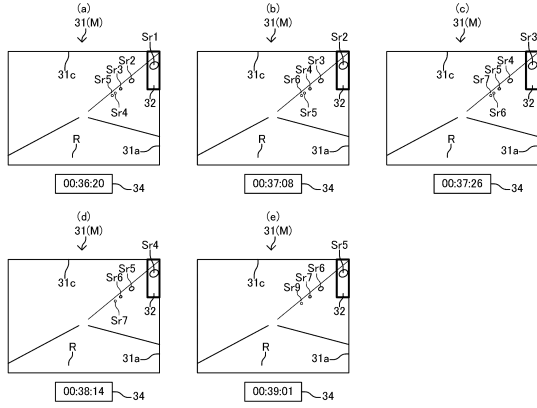 (a)
31(M)
Sr1
31c
Sr2
Sr3
Sr5
Sr4
32
R
31a
00:36:20
34
(b)
31(M)
Sr2
31c
Sr3
Sr4
Sr6
Sr5
32
R
31a
00:37:08
34
(c)
31(M)
Sr3
31c
Sr4
Sr5
Sr7
Sr6
32
R
31a
00:37:26
34
(d)
31(M)
Sr4
31c
Sr5
Sr6
Sr7
32
R
31a
00:38:14
34
(e)
31(M)
Sr5
31c
Sr6
Sr7
Sr9
32
R
31a
00:39:01
34